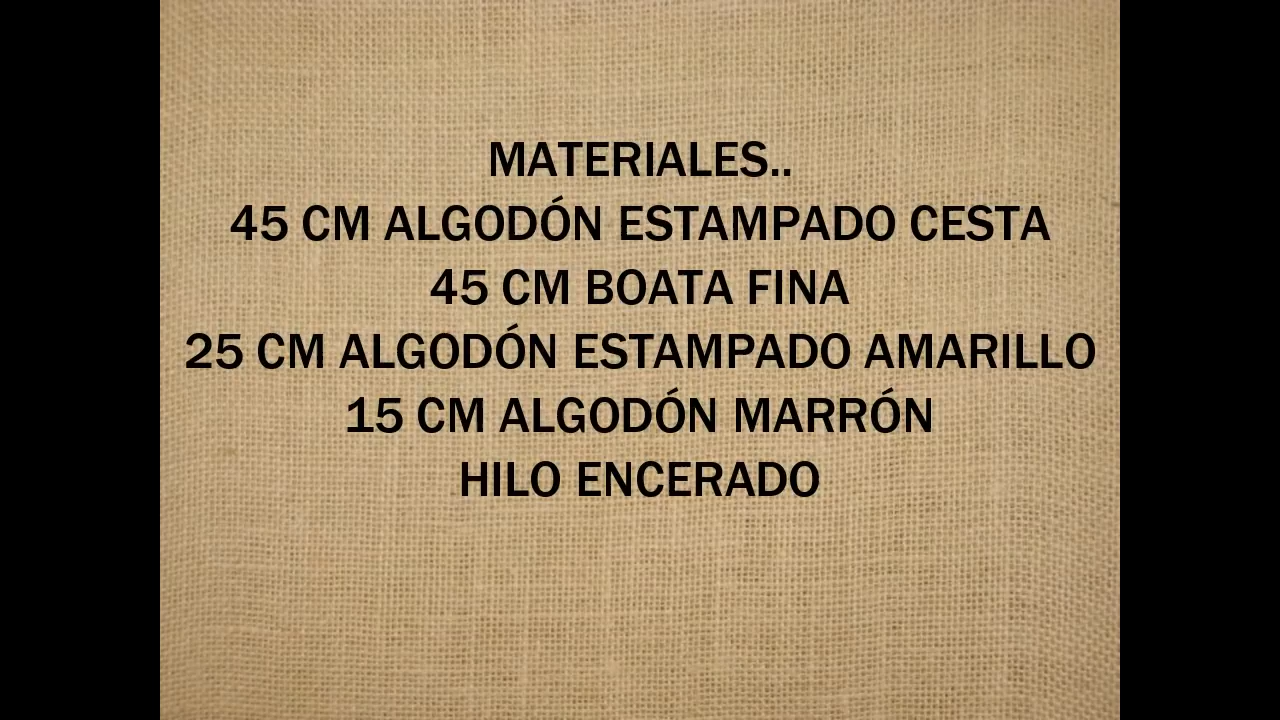 MATERIALES..
45 CM ALGODÓN ESTAMPADO CESTA
45 CM BOATA FINA
25 CM ALGODÓN ESTAMPADO AMARILLO
15 CM ALGODÓN MARRÓN
HILO ENCERADO